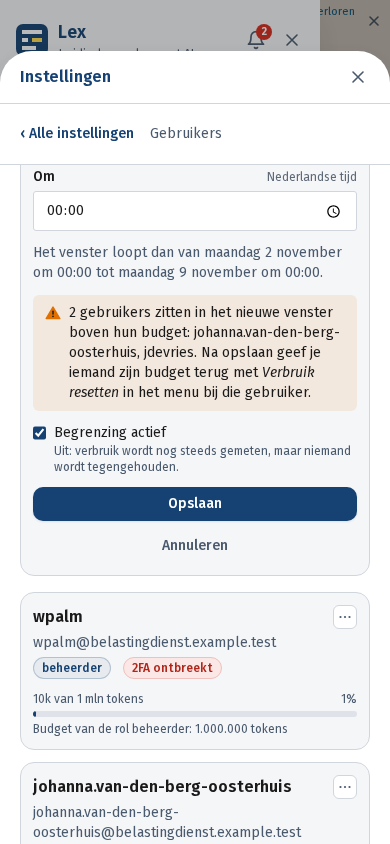 erloren
Lex
2
Instellingen
‹ Alle instellingen
Gebruikers
Om
Nederlandse tijd
00:00
Het venster loopt dan van maandag 2 november
om 00:00 tot maandag 9 november om 00:00.
2 gebruikers zitten in het nieuwe venster
boven hun budget: johanna.van-den-berg-
oosterhuis, jdevries. Na opslaan geef je
iemand zijn budget terug met Verbruik
resetten in het menu bij die gebruiker.
Begrenzing actief
Uit: verbruik wordt nog steeds gemeten, maar niemand
wordt tegengehouden.
Opslaan
Annuleren
wpalm
wpalm@belastingdienst.example.test
beheerder
2FA ontbreekt
10k van 1 mln tokens
1%
Budget van de rol beheerder: 1.000.000 tokens
johanna.van-den-berg-oosterhuis
johanna.van-den-berg-
oosterhuis@belastingdienst.example.test